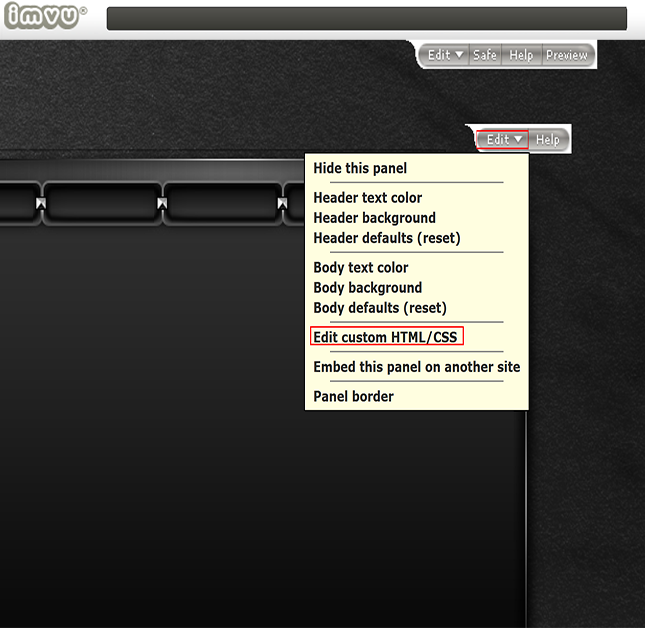 imvu®
Edit ▼ Safe Help Preview
Edit ▼ Help
Hide this panel
Header text color
Header background
Header defaults (reset)
Body text color
Body background
Body defaults (reset)
Edit custom HTML/CSS
Embed this panel on another site
Panel border